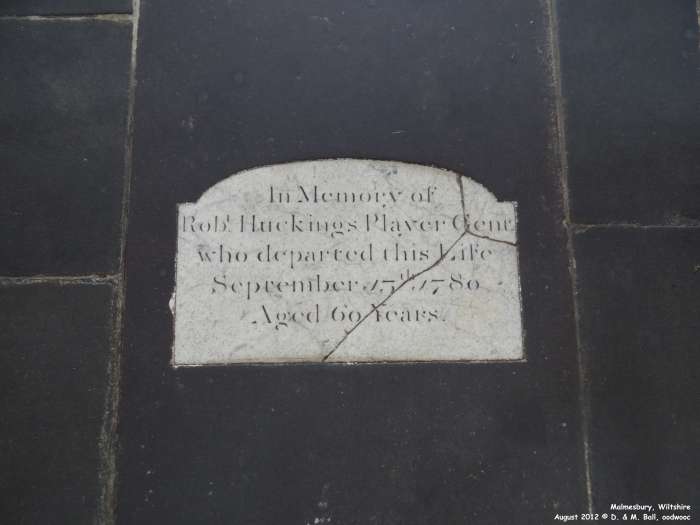 In Memory of
Robt. Huckings Player Gent
who departed this Life
September 17th 1780
Aged 60 Years.
Malmesbury, Wiltshire
August 2012 © D. & M. Ball, oodwooc